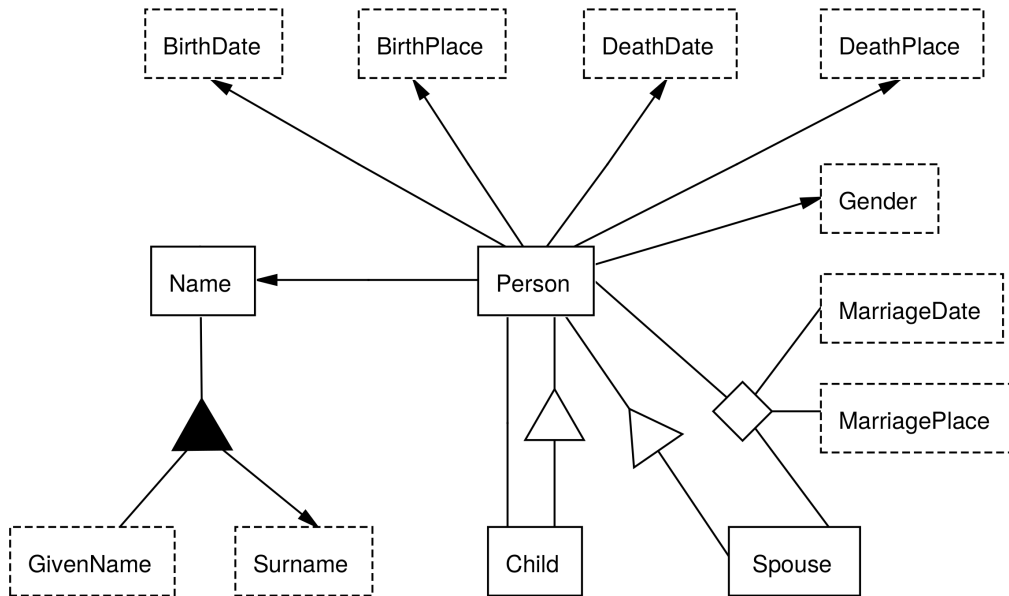 BirthDate
BirthPlace
DeathDate
DeathPlace
Gender
Name
Person
MarriageDate
MarriagePlace
GivenName
Surname
Child
Spouse